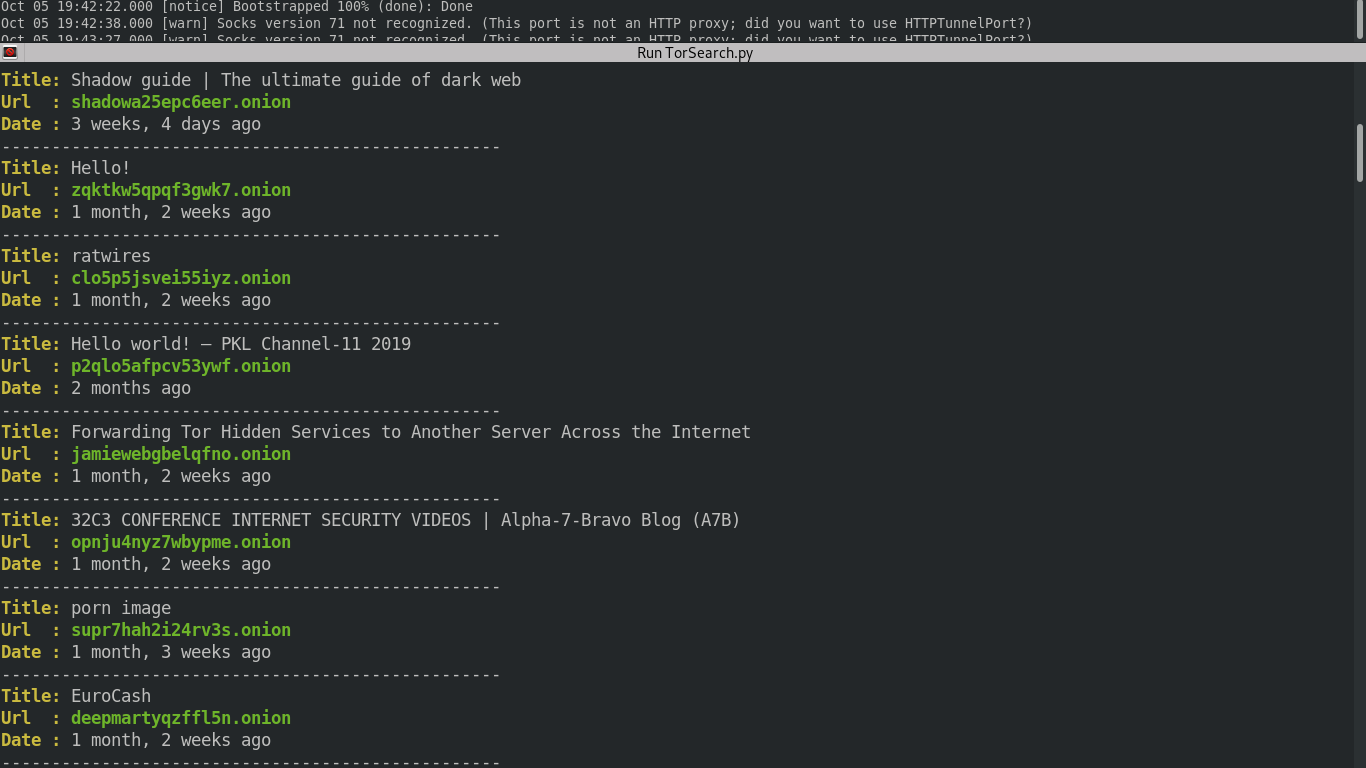 Oct 05 19:42:22.000 [notice] Bootstrapped 100% (done): Done
Oct 05 19:42:38.000 [warn] Socks version 71 not recognized. (This port is not an HTTP proxy; did you want to use HTTPTunnelPort?)
Oct 05 19:43:27.000 [warn] Socks version 71 not recognized. (This port is not an HTTP proxy; did you want to use HTTPTunnelPort?)
Run TorSearch.py
Title: Shadow guide | The ultimate guide of dark web
Url  : shadowa25epc6eer.onion
Date : 3 weeks, 4 days ago
--------------------------------------------------
Title: Hello!
Url  : zqktkw5qpqf3gwk7.onion
Date : 1 month, 2 weeks ago
--------------------------------------------------
Title: ratwires
Url  : clo5p5jsvei55iyz.onion
Date : 1 month, 2 weeks ago
--------------------------------------------------
Title: Hello world! – PKL Channel-11 2019
Url  : p2qlo5afpcv53ywf.onion
Date : 2 months ago
--------------------------------------------------
Title: Forwarding Tor Hidden Services to Another Server Across the Internet
Url  : jamiewebgbelqfno.onion
Date : 1 month, 2 weeks ago
--------------------------------------------------
Title: 32C3 CONFERENCE INTERNET SECURITY VIDEOS | Alpha-7-Bravo Blog (A7B)
Url  : opnju4nyz7wbypme.onion
Date : 1 month, 2 weeks ago
--------------------------------------------------
Title: porn image
Url  : supr7hah2i24rv3s.onion
Date : 1 month, 3 weeks ago
--------------------------------------------------
Title: EuroCash
Url  : deepmartyqzffl5n.onion
Date : 1 month, 2 weeks ago
--------------------------------------------------